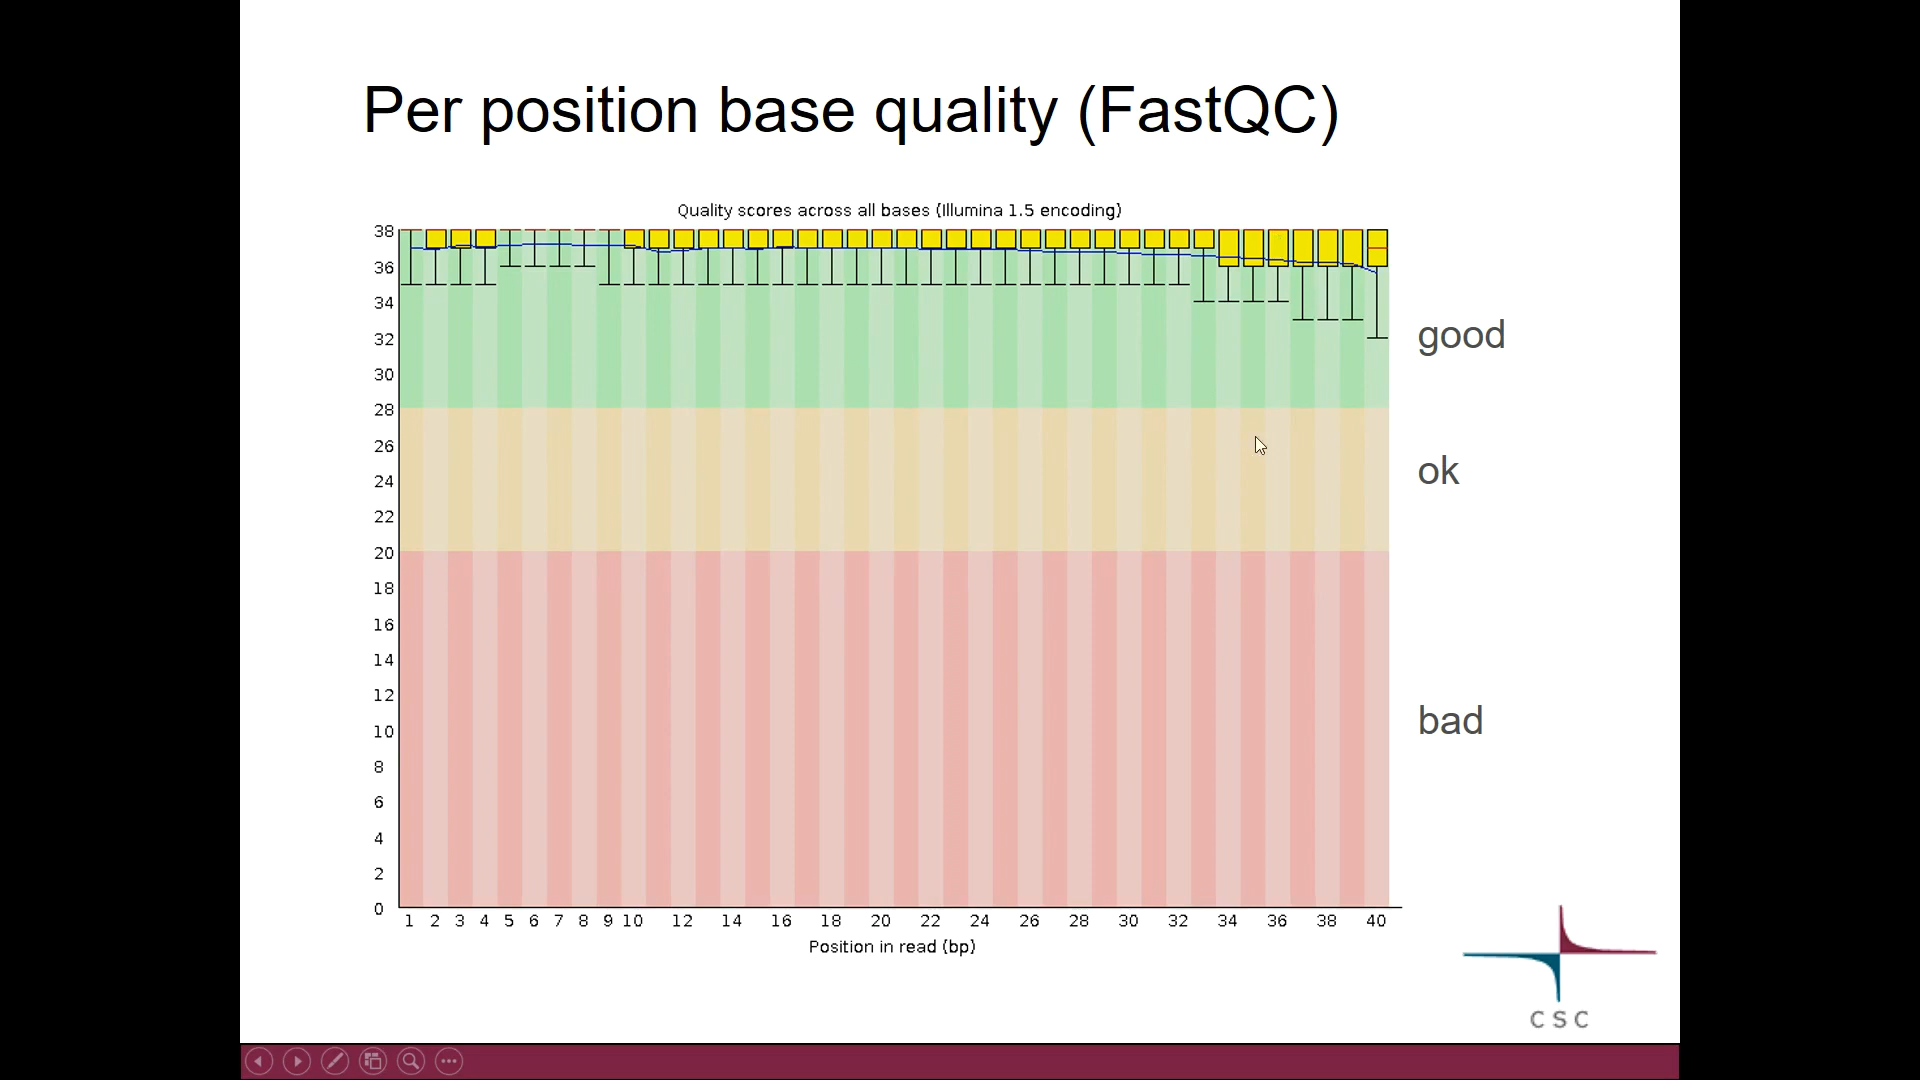 Per position base quality (FastQC)
Quality scores across all bases (Illumina 1.5 encoding)
38
36
34
32
30
28
26
24
22
20
18
16
14
12
10
8
6
4
2
0
good
ok
bad
1 2 3 4 5 6 7 8 9 10 12 14 16 18 20 22 24 26 28 30 32 34 36 38 40
Position in read (bp)
CSC